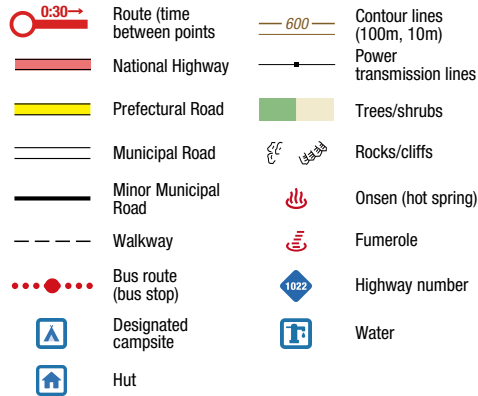 0:30→
Route (time
between points
National Highway
Prefectural Road
Municipal Road
Minor Municipal
Road
Walkway
Bus route
(bus stop)
Designated
campsite
Hut
600
Contour lines
(100m, 10m)
Power
transmission lines
Trees/shrubs
Rocks/cliffs
Onsen (hot spring)
Fumerole
1022
Highway number
Water